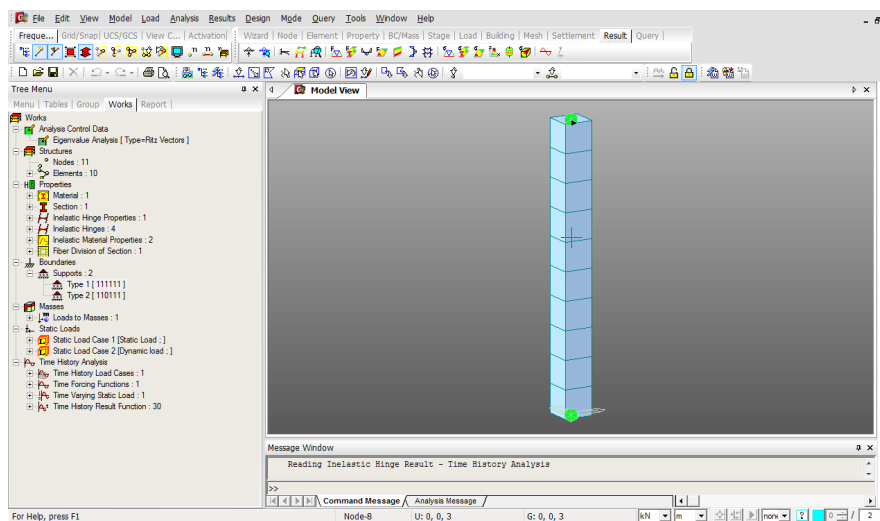 File Edit View Model Load Analysis Results Design Mode Query Tools Window Help
Freque... Grid/Snap UCS/GCS View C... Activation Wizard Node Element Property BC/Mass Stage Load Building Mesh Settlement Result Query
Tree Menu
Model View
Menu Tables Group Works Report
Works
Analysis Control Data
Eigenvalue Analysis [ Type=Ritz Vectors ]
Structures
Nodes : 11
Elements : 10
Properties
Material : 1
Section : 1
Inelastic Hinge Properties : 1
Inelastic Hinges : 4
Inelastic Material Properties : 2
Fiber Division of Section : 1
Boundaries
Supports : 2
Type 1 [ 111111 ]
Type 2 [ 110111 ]
Masses
Loads to Masses : 1
Static Loads
Static Load Case 1 [Static Load ; ]
Static Load Case 2 [Dynamic load ; ]
Time History Analysis
Time History Load Cases : 1
Time Forcing Functions : 1
Time Varying Static Load : 1
Time History Result Function : 30
Message Window
Reading Inelastic Hinge Result - Time History Analysis
>>
Command Message Analysis Message
For Help, press F1 Node-8 U: 0, 0, 3 G: 0, 0, 3 kN m non 0 / 2